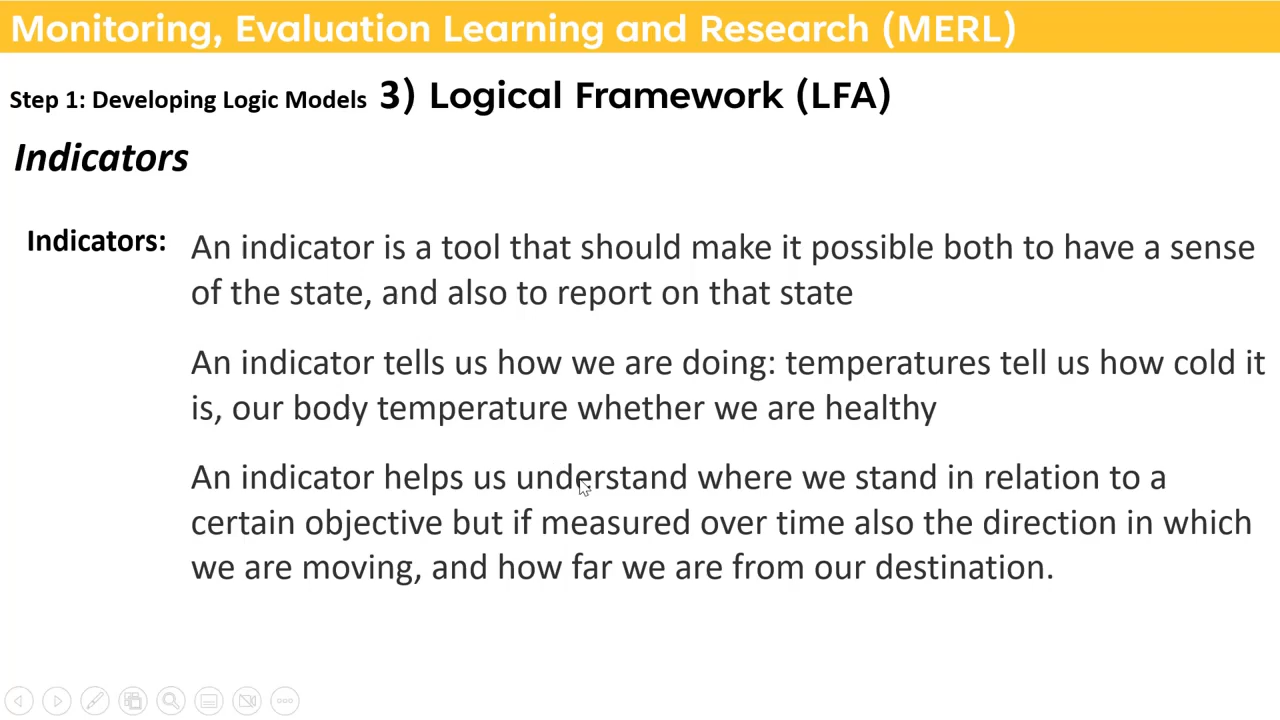 Monitoring, Evaluation Learning and Research (MERL)
Step 1: Developing Logic Models 3) Logical Framework (LFA)
Indicators
Indicators: An indicator is a tool that should make it possible both to have a sense
of the state, and also to report on that state
An indicator tells us how we are doing: temperatures tell us how cold it
is, our body temperature whether we are healthy
An indicator helps us understand where we stand in relation to a
certain objective but if measured over time also the direction in which
we are moving, and how far we are from our destination.